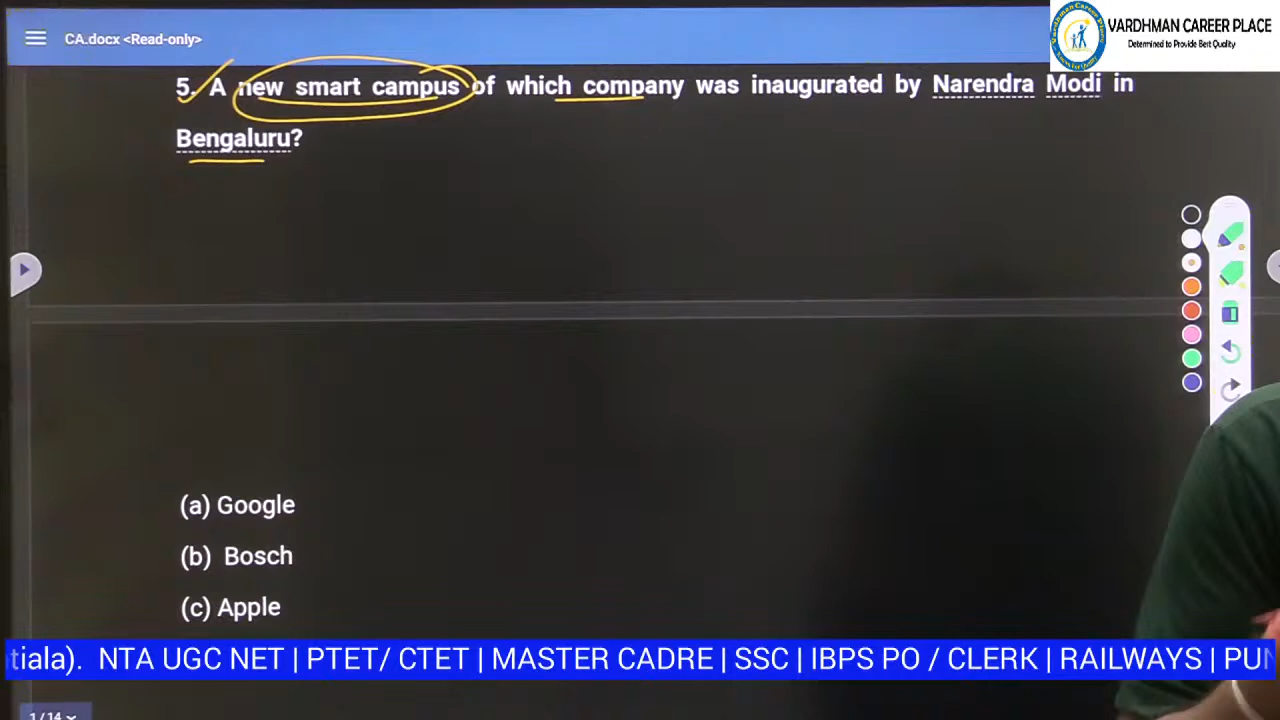 CA.docx <Read-only>
VARDHMAN CAREER PLACE
Determined to Provide Bert Quality
5. A new smart campus of which company was inaugurated by Narendra Modi in
Bengaluru?
(a) Google
(b) Bosch
(c) Apple
tiala). NTA UGC NET | PTET/ CTET | MASTER CADRE | SSC | IBPS PO / CLERK | RAILWAYS | PUN
1/14